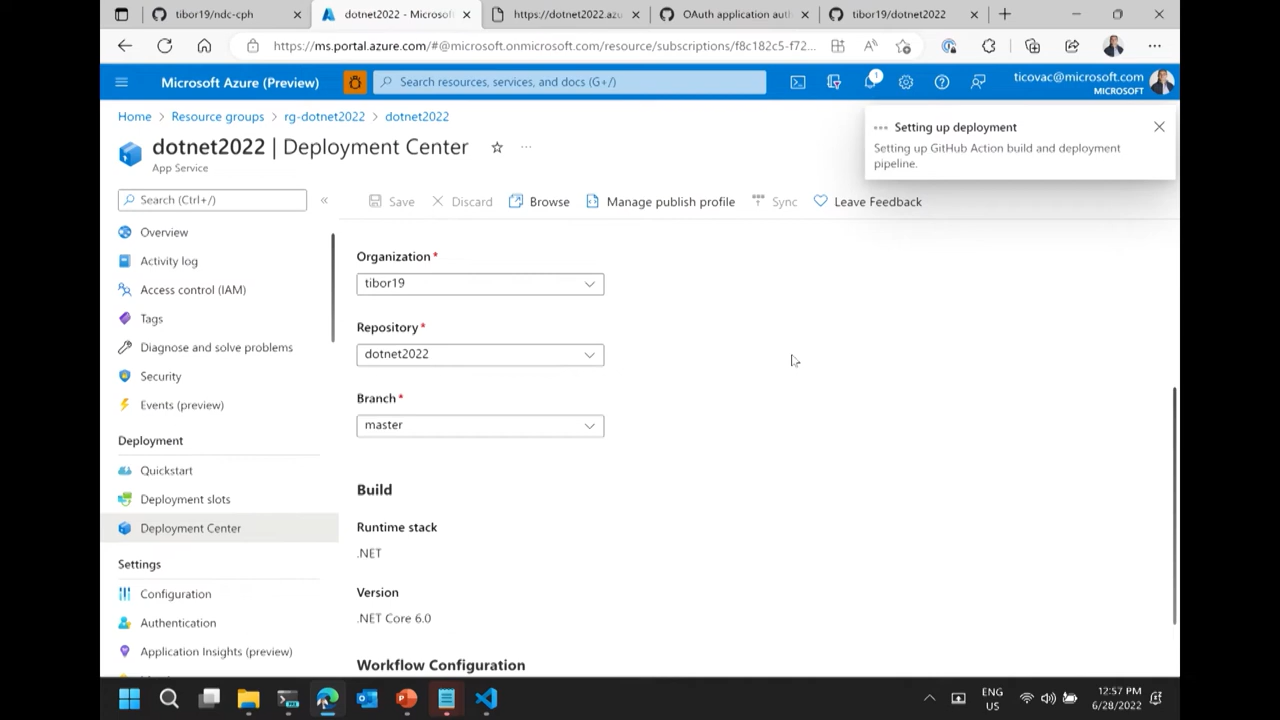 tibor19/ndc-cph
dotnet2022 - Microsof
https://dotnet2022.azu
OAuth application auth
tibor19/dotnet2022
https://ms.portal.azure.com/#@microsoft.onmicrosoft.com/resource/subscriptions/f8c182c5-f72...
Microsoft Azure (Preview)
Search resources, services, and docs (G+/)
1
ticovac@microsoft.com
MICROSOFT
Home > Resource groups > rg-dotnet2022 > dotnet2022
dotnet2022 | Deployment Center
App Service
Setting up deployment
Setting up GitHub Action build and deployment
pipeline.
Search (Ctrl+/)
«
Save
Discard
Browse
Manage publish profile
Sync
Leave Feedback
Overview
Activity log
Access control (IAM)
Tags
Diagnose and solve problems
Security
Events (preview)
Deployment
Quickstart
Deployment slots
Deployment Center
Settings
Configuration
Authentication
Application Insights (preview)
Organization*
tibor19
Repository*
dotnet2022
Branch*
master
Build
Runtime stack
.NET
Version
.NET Core 6.0
Workflow Configuration
ENG
US
12:57 PM
6/28/2022